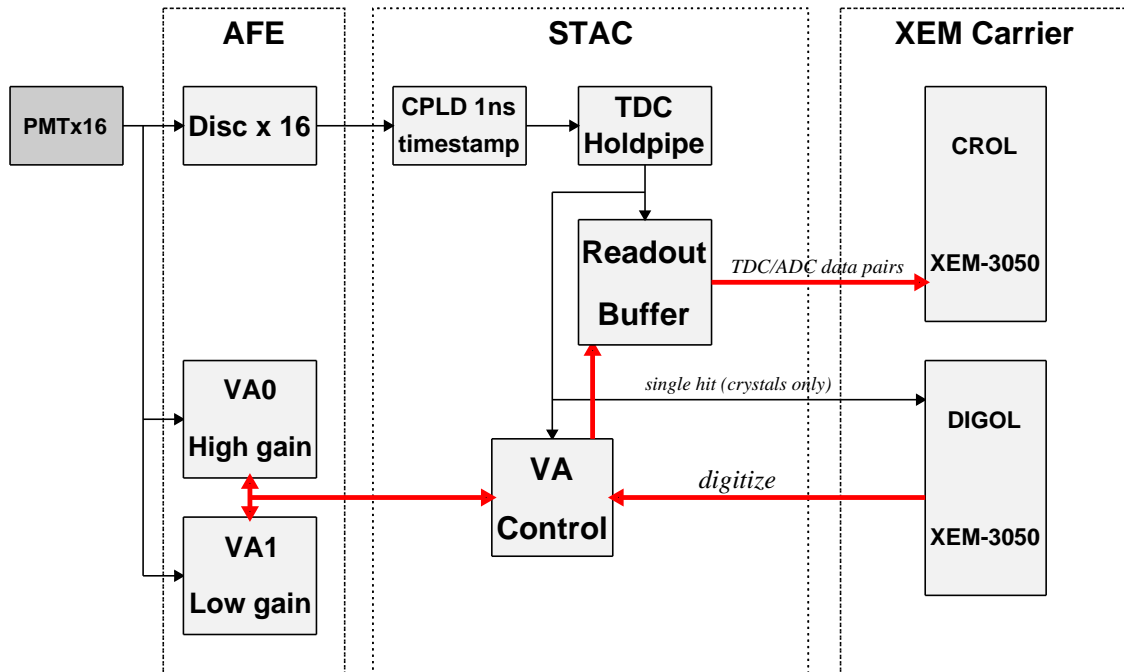 AFE
STAC
XEM Carrier
PMTx16
Disc x 16
CPLD 1ns
timestamp
TDC
Holdpipe
CROL
XEM-3050
Readout
Buffer
TDC/ADC data pairs
single hit (crystals only)
VA0
High gain
VA1
Low gain
VA
Control
digitize
DIGOL
XEM-3050